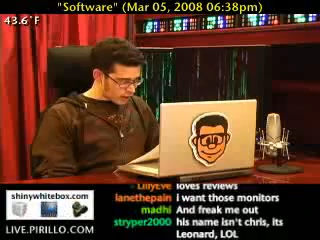 "Software" (Mar 05, 2008 06:38pm)
43.6°F
shinywhitebox.com
LIVE.PIRILLO.COM
LillyEve loves reviews
lanethepain I want those monitors
madhi And freak me out
stryper2000 his name isn't chris, its
Leonard, LOL